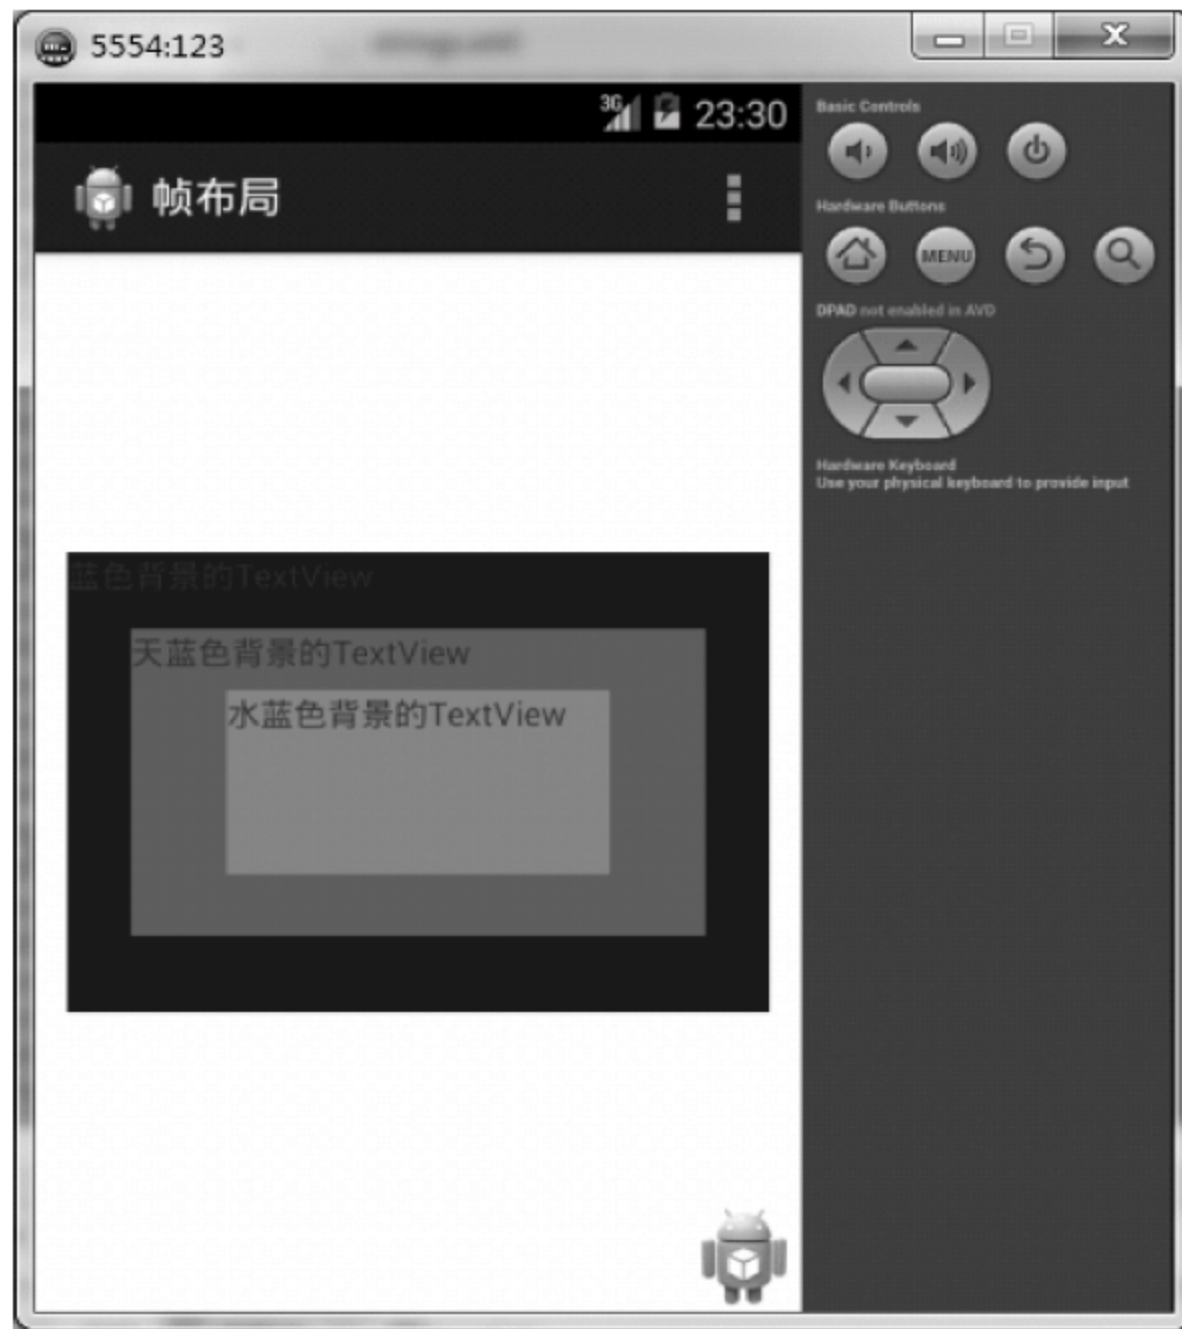 5554:123
3G 23:30
帧布局
蓝色背景的TextView
天蓝色背景的TextView
水蓝色背景的TextView
Basic Controls
Hardware Buttons
MENU
DPAD not enabled in AVD
Hardware Keyboard
Use your physical keyboard to provide input